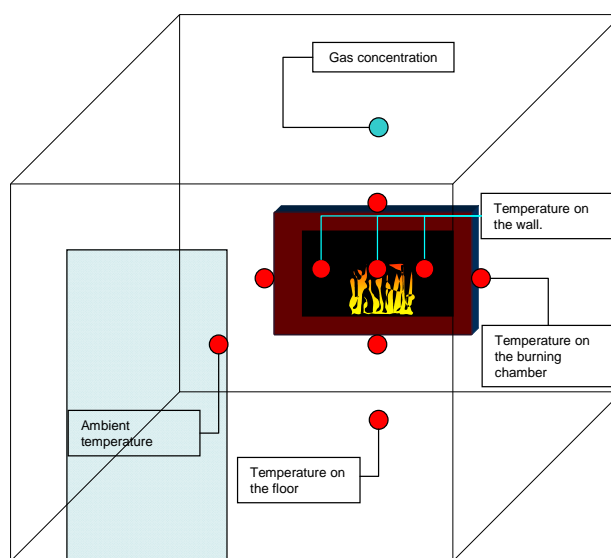 Gas concentration
Temperature on
the wall.
Temperature on
the burning
chamber
Ambient
temperature
Temperature on
the floor